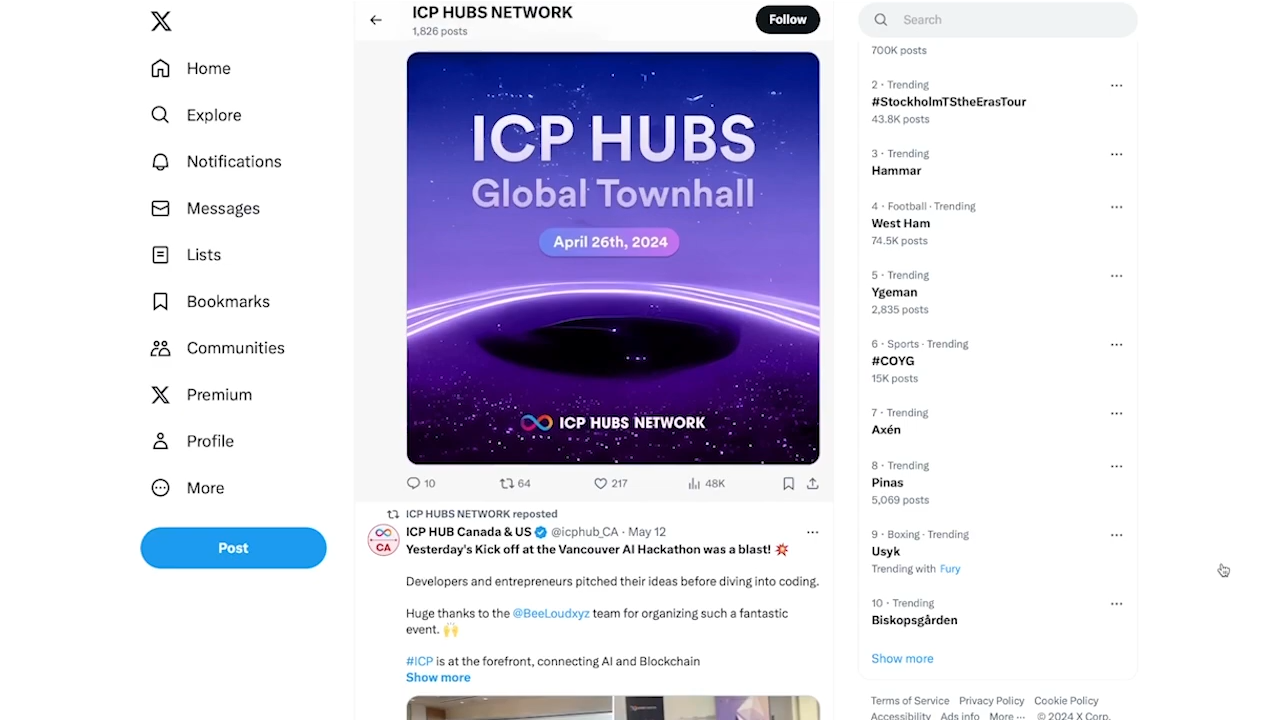 Home
Explore
Notifications
Messages
Lists
Bookmarks
Communities
Premium
Profile
More
Post
ICP HUBS NETWORK
1,826 posts
Follow
ICP HUBS
Global Townhall
April 26th, 2024
ICP HUBS NETWORK
10
64
217
48K
ICP HUBS NETWORK reposted
ICP HUB Canada & US @icphub_CA · May 12
CA
Yesterday's Kick off at the Vancouver AI Hackathon was a blast! 💥
Developers and entrepreneurs pitched their ideas before diving into coding.
Huge thanks to the @BeeLoudxyz team for organizing such a fantastic
event. 🙌
#ICP is at the forefront, connecting AI and Blockchain
Show more
Search
700K posts
2 · Trending
#StockholmTStheErasTour
43.8K posts
3 · Trending
Hammar
4 · Football · Trending
West Ham
74.5K posts
5 · Trending
Ygeman
2,835 posts
6 · Sports · Trending
#COYG
15K posts
7 · Trending
Axén
8 · Trending
Pinas
5,069 posts
9 · Boxing · Trending
Usyk
Trending with Fury
10 · Trending
Biskopsgården
Show more
Terms of Service Privacy Policy Cookie Policy
Accessibility Ads info More ··· © 2024 X Corp.